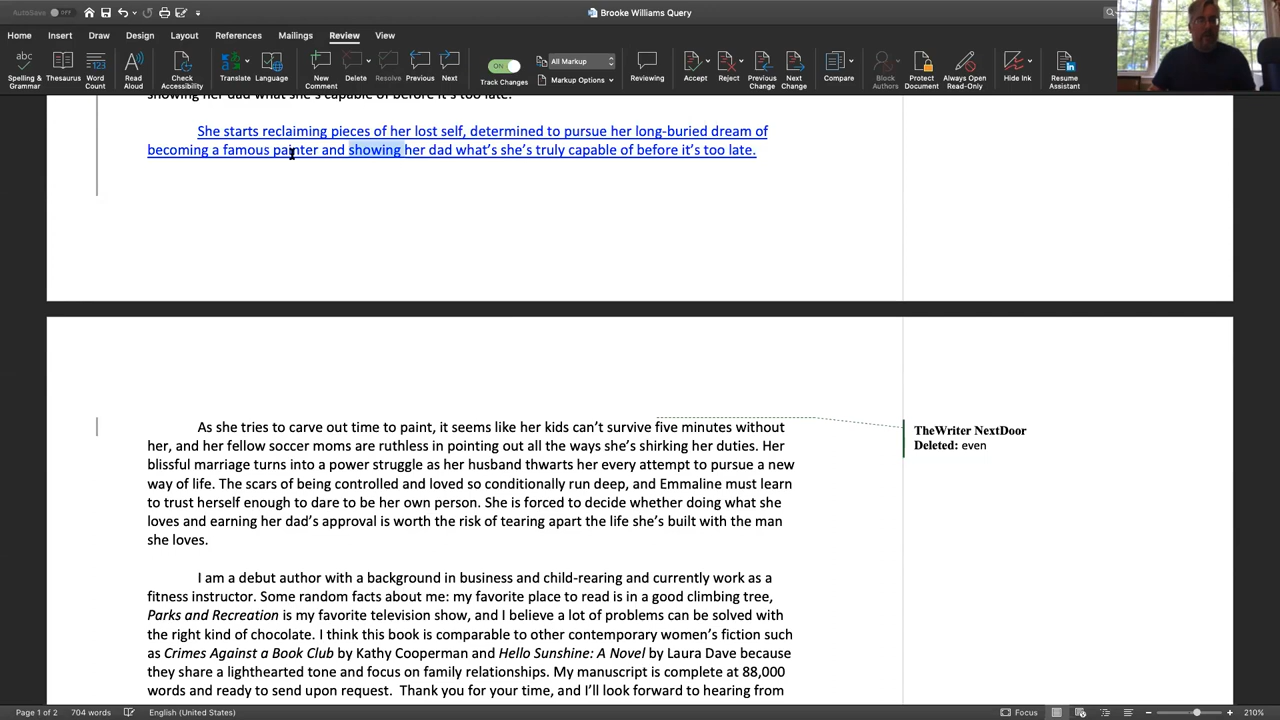 AutoSave OFF
Brooke Williams Query
Home Insert Draw Design Layout References Mailings Review View
Spelling & Grammar Thesaurus Word Count Read Aloud Check Accessibility Translate Language New Comment Delete Resolve Previous Next ON Track Changes All Markup Markup Options Reviewing Accept Reject Previous Change Next Change Compare Block Authors Protect Document Always Open Read-Only Hide Ink Resume Assistant
showing her dad what she's capable of before it's too late.
She starts reclaiming pieces of her lost self, determined to pursue her long-buried dream of
becoming a famous painter and showing her dad what's she's truly capable of before it's too late.
As she tries to carve out time to paint, it seems like her kids can't survive five minutes without
her, and her fellow soccer moms are ruthless in pointing out all the ways she's shirking her duties. Her
blissful marriage turns into a power struggle as her husband thwarts her every attempt to pursue a new
way of life. The scars of being controlled and loved so conditionally run deep, and Emmaline must learn
to trust herself enough to dare to be her own person. She is forced to decide whether doing what she
loves and earning her dad's approval is worth the risk of tearing apart the life she's built with the man
she loves.
TheWriter NextDoor
Deleted: even
I am a debut author with a background in business and child-rearing and currently work as a
fitness instructor. Some random facts about me: my favorite place to read is in a good climbing tree,
Parks and Recreation is my favorite television show, and I believe a lot of problems can be solved with
the right kind of chocolate. I think this book is comparable to other contemporary women's fiction such
as Crimes Against a Book Club by Kathy Cooperman and Hello Sunshine: A Novel by Laura Dave because
they share a lighthearted tone and focus on family relationships. My manuscript is complete at 88,000
words and ready to send upon request.  Thank you for your time, and I'll look forward to hearing from
Page 1 of 2 704 words English (United States) Focus 210%